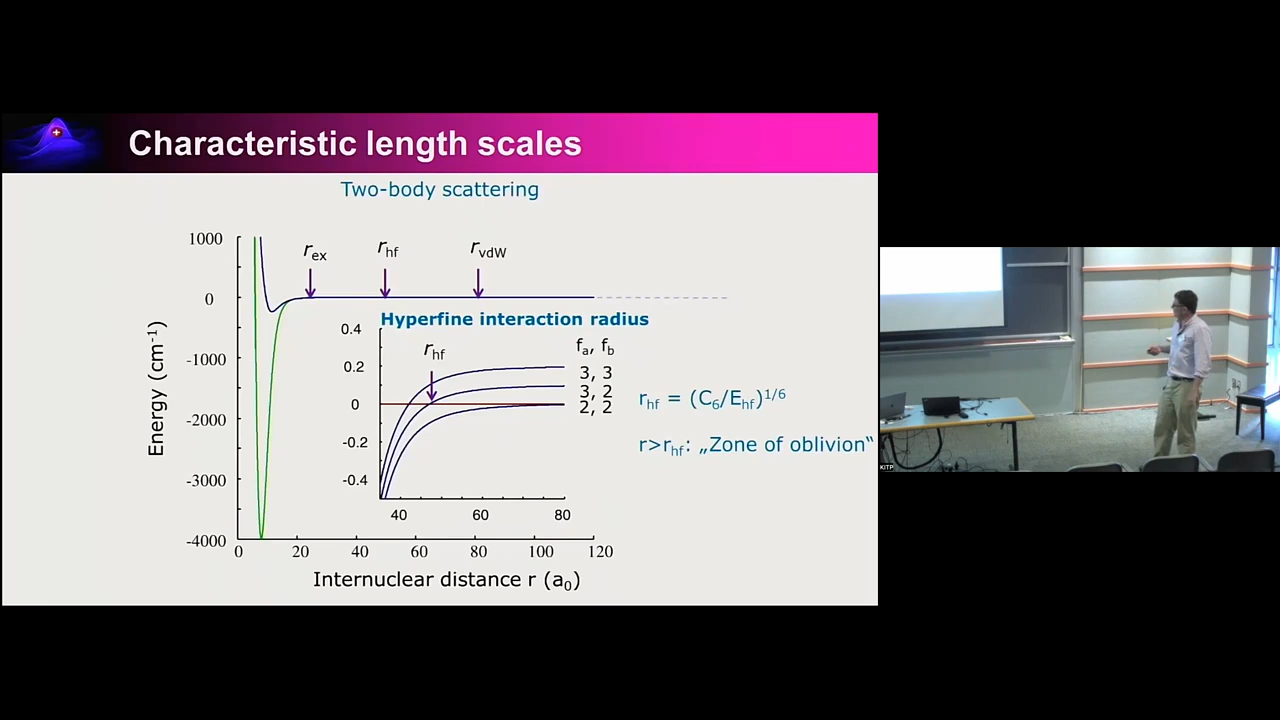 Characteristic length scales
Two-body scattering
1000
0
-1000
-2000
-3000
-4000
Energy (cm⁻¹)
r_ex
r_hf
r_vdW
Hyperfine interaction radius
0.4
0.2
0
-0.2
-0.4
r_hf
f_a, f_b
3, 3
3, 2
2, 2
40 60 80
r_hf = (C₆/E_hf)^1/6
r>r_hf: „Zone of oblivion“
0 20 40 60 80 100 120
Internuclear distance r (a₀)
KITP